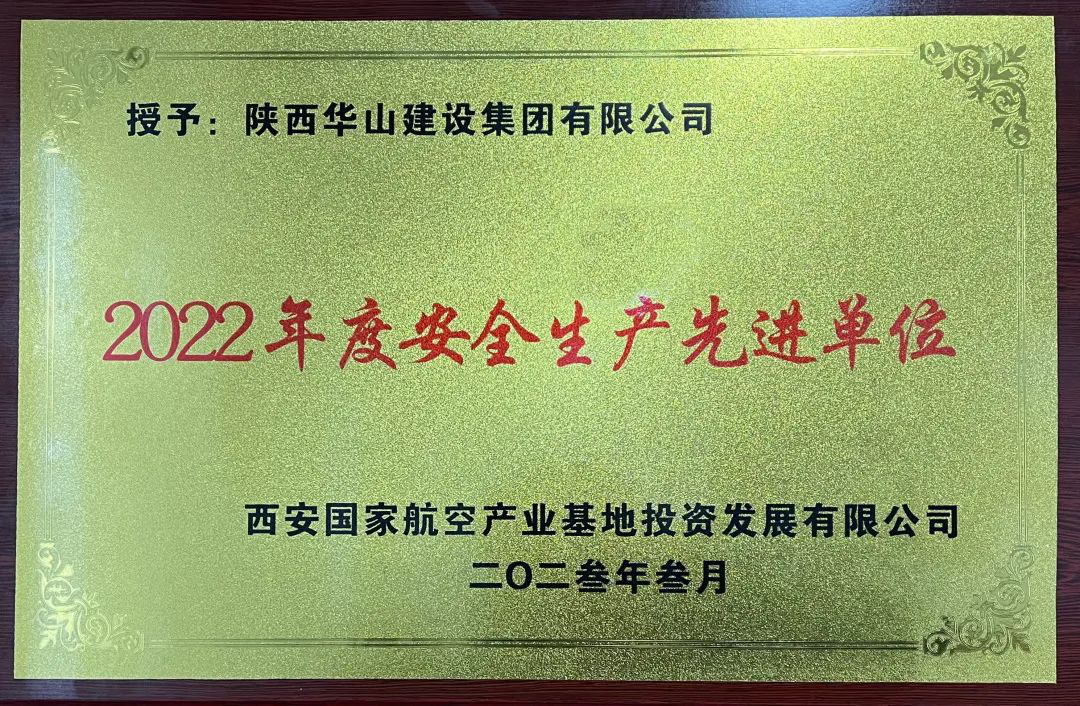 授予：陕西华山建设集团有限公司
2022年度安全生产先进单位
西安国家航空产业基地投资发展有限公司
二〇二叁年叁月